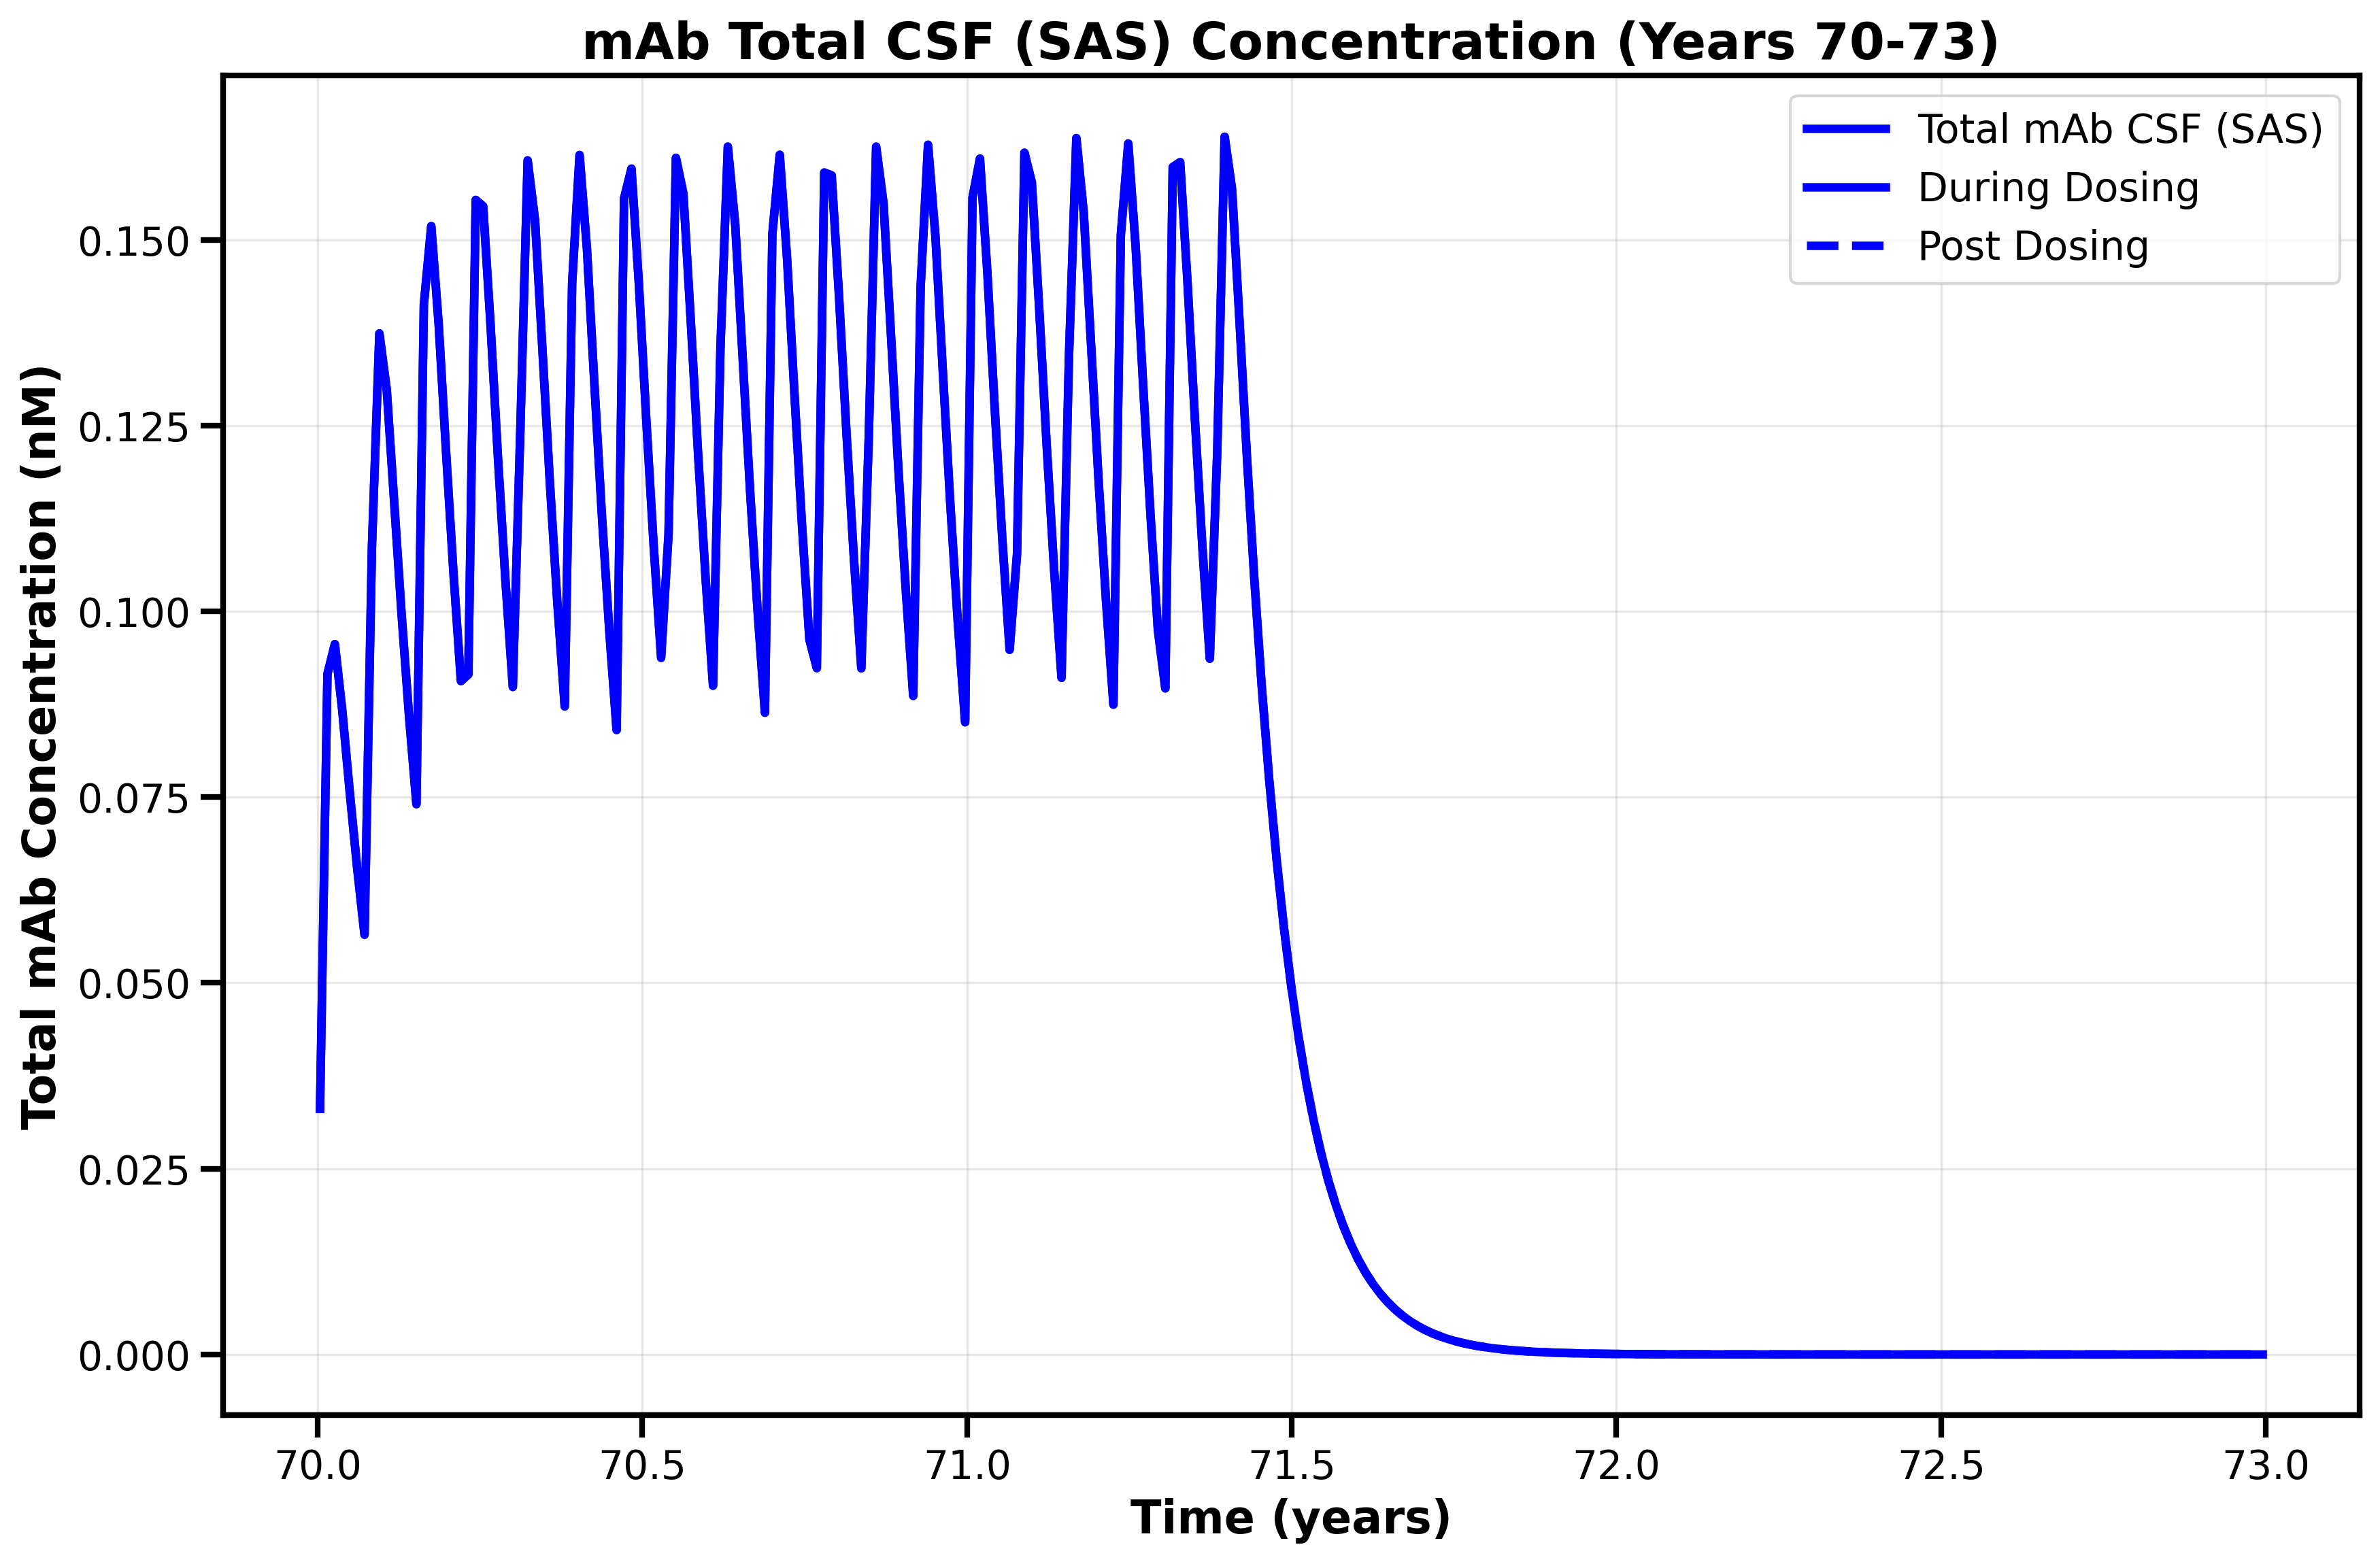 mAb Total CSF (SAS) Concentration (Years 70-73)
Total mAb CSF (SAS)
During Dosing
Post Dosing
Total mAb Concentration (nM)
0.150
0.125
0.100
0.075
0.050
0.025
0.000
70.0 70.5 71.0 71.5 72.0 72.5 73.0
Time (years)